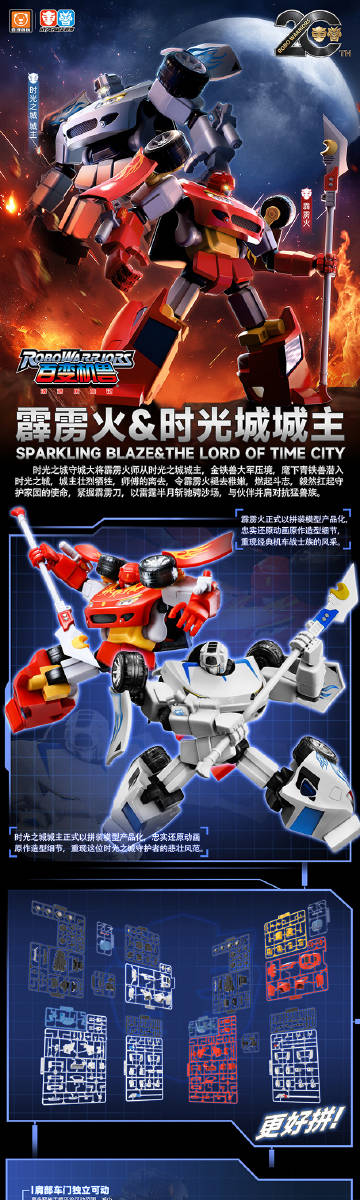 20
TH
时光之城 城主
霹雳火
ROBOWARRIORS
百变机兽
霹雳火&时光城城主
SPARKLING BLAZE&THE LORD OF TIME CITY
时光之城守城大将霹雳火师从时光之城城主，金铁兽大军压境，麾下青铁兽潜入
时光之城，城主壮烈牺牲，师傅的离去，令霹雳火褪去稚嫩，燃起斗志，毅然扛起守
护家园的使命，紧握霹雳刀，以雷霆半月斩驰骋沙场，与伙伴并肩对抗猛兽族。
霹雳火正式以拼装模型产品化，
忠实还原动画原作造型细节，
重现经典机车战士族的风采。
时光之城城主正式以拼装模型产品化，忠实还原动画
原作造型细节，重现这位时光之城守护者的悲壮风范。
更好拼!
肩部车门独立可动